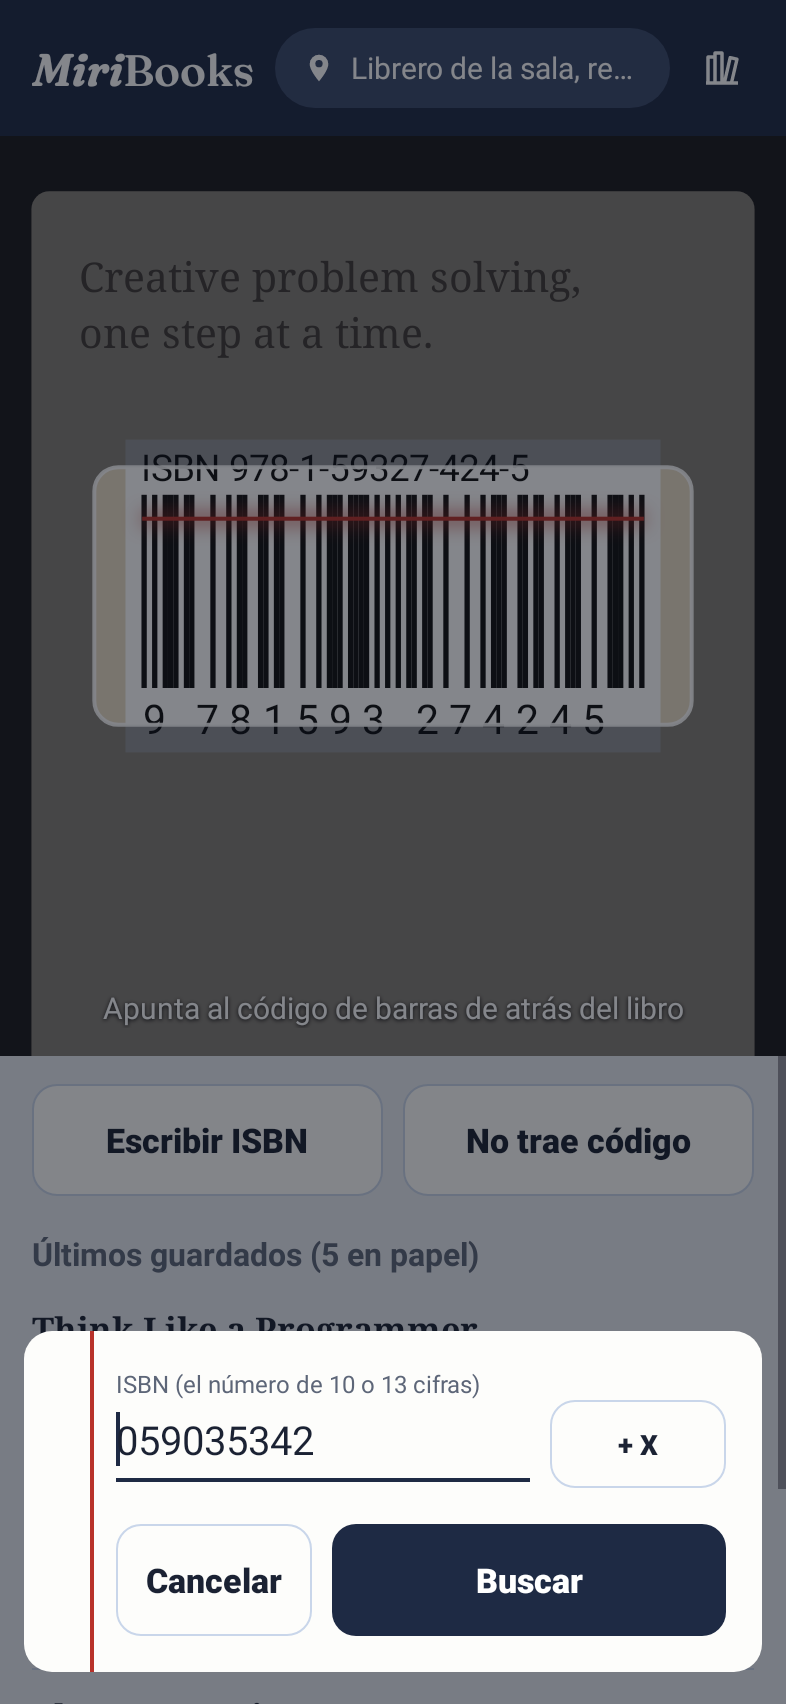 MiriBooks
Librero de la sala, re...
Creative problem solving,
one step at a time.
ISBN 978-1-59327-424-5
9 781593 274245
Apunta al código de barras de atrás del libro
Escribir ISBN
No trae código
Últimos guardados (5 en papel)
Think Like a Programmer
ISBN (el número de 10 o 13 cifras)
059035342
+ X
Cancelar
Buscar